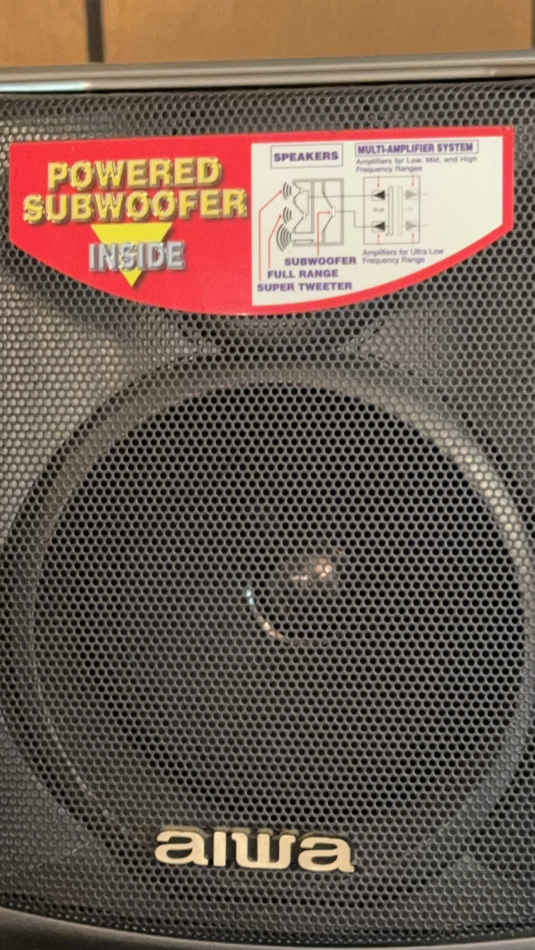 POWERED
SUBWOOFER
INSIDE
SPEAKERS
SUBWOOFER
FULL RANGE
SUPER TWEETER
MULTI-AMPLIFIER SYSTEM
Amplifiers for Low, Mid, and High
Frequency Ranges
Amplifiers for Ultra Low
Frequency Range
aiwa